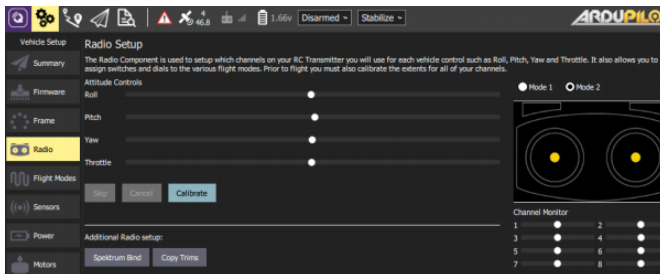 4
46.8
1.66v
Disarmed
Stabilize
ARDUPILO
Vehicle Setup
Radio Setup
Summary
The Radio Component is used to setup which channels on your RC Transmitter you will use for each vehicle control such as Roll, Pitch, Yaw and Throttle. It also allows you to
assign switches and dials to the various flight modes. Prior to flight you must also calibrate the extents for all of your channels.
Attitude Controls
Mode 1 Mode 2
Firmware
Roll
Frame
Pitch
Radio
Yaw
Throttle
Flight Modes
Skip Cancel Calibrate
Sensors
Channel Monitor
1 2
Power
Additional Radio setup:
3 4
5 6
Motors
Spektrum Bind Copy Trims
7 8